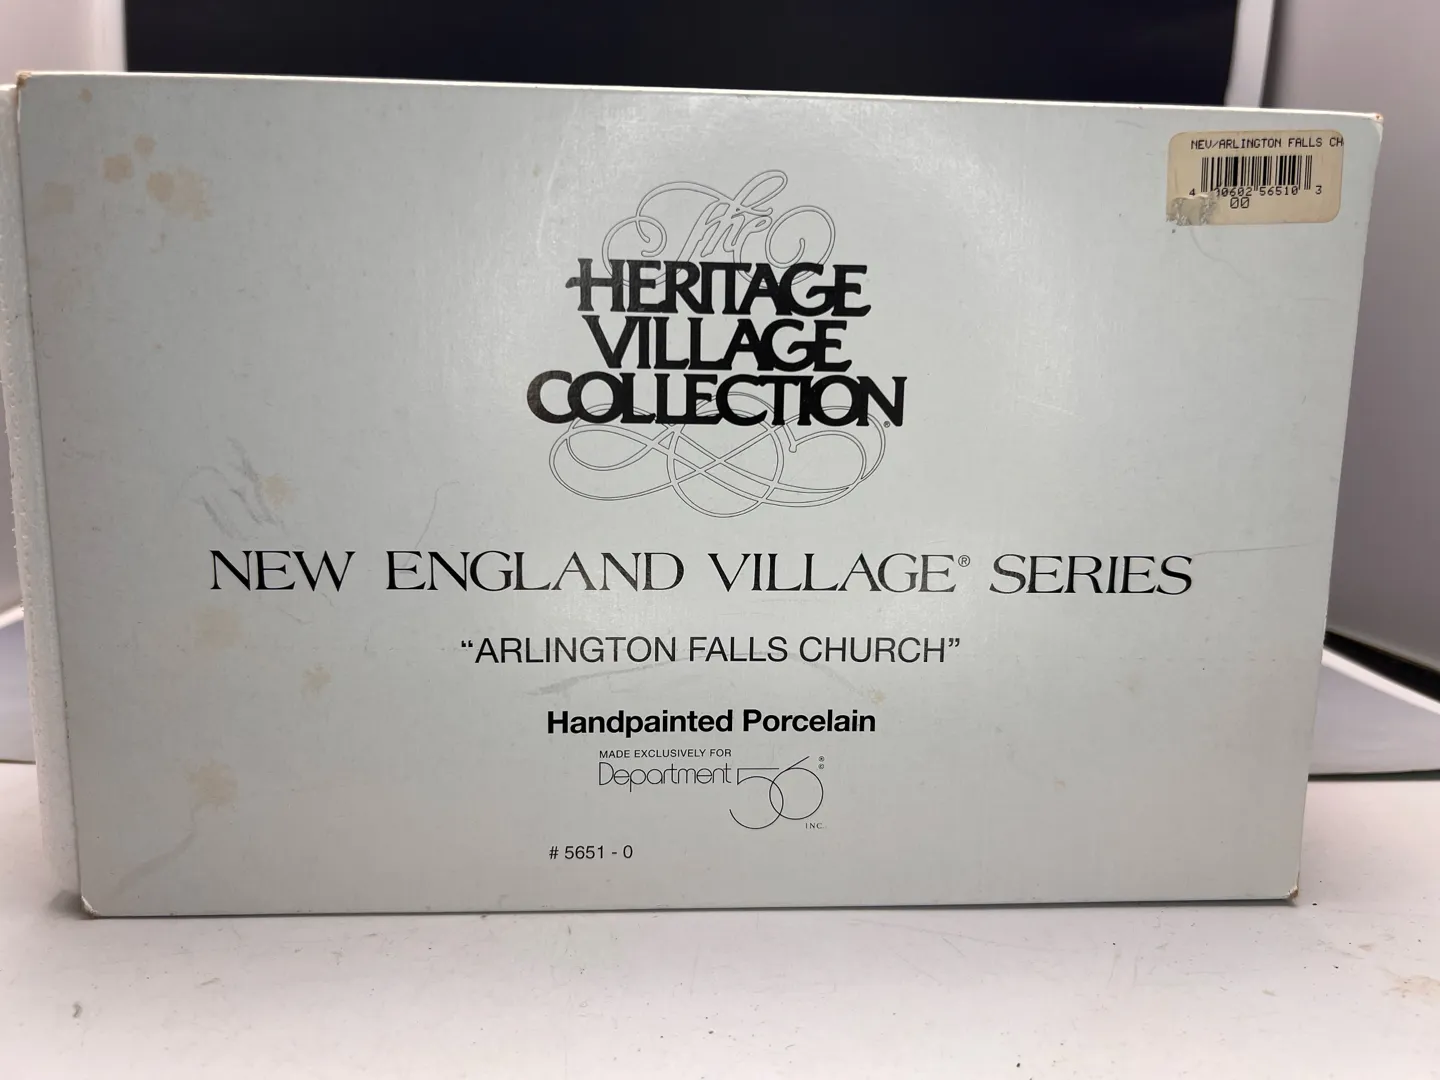 NEV/ARLINGTON FALLS CH
4 0602 56510 3
00
The
HERITAGE
VILLAGE
COLLECTION®
NEW ENGLAND VILLAGE® SERIES
“ARLINGTON FALLS CHURCH”
Handpainted Porcelain
MADE EXCLUSIVELY FOR
Department 56® ©
INC.
# 5651 - 0